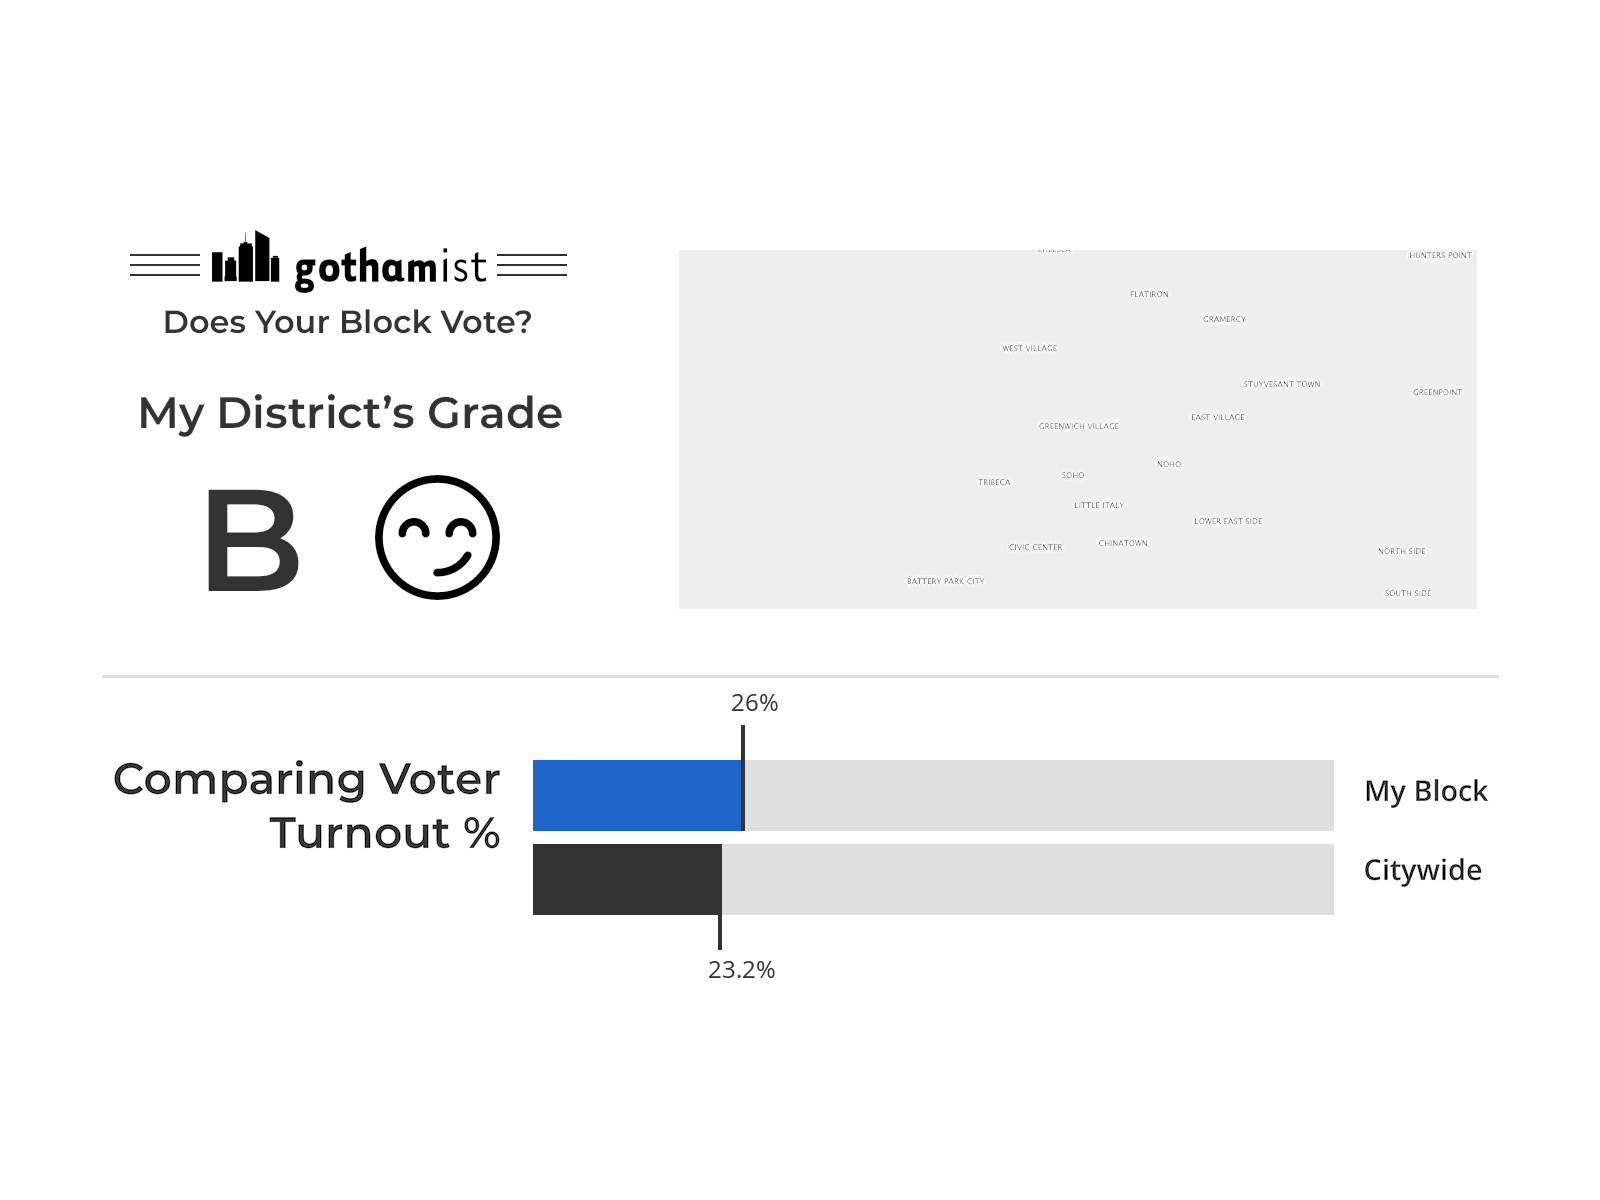 gothamist
Does Your Block Vote?
My District’s Grade
B
HUNTERS POINT
FLATIRON
GRAMERCY
WEST VILLAGE
STUYVESANT TOWN
GREENPOINT
EAST VILLAGE
GREENWICH VILLAGE
NOHO
SOHO
TRIBECA
LITTLE ITALY
LOWER EAST SIDE
CIVIC CENTER
CHINATOWN
NORTH SIDE
BATTERY PARK CITY
SOUTH SIDE
26%
Comparing Voter
Turnout %
My Block
Citywide
23.2%